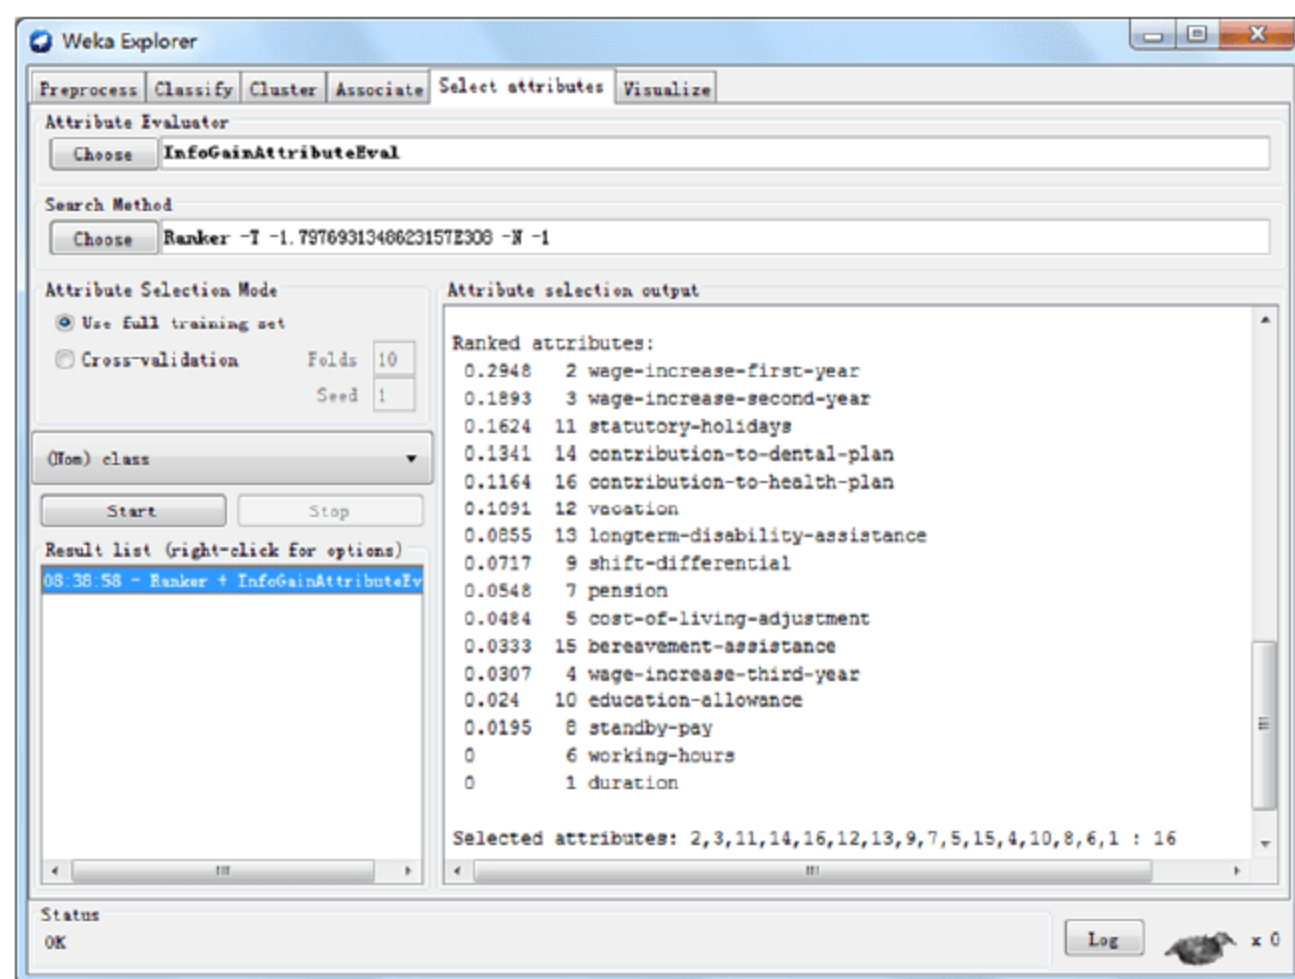 Weka Explorer
Preprocess Classify Cluster Associate Select attributes Visualize
Attribute Evaluator
Choose InfoGainAttributeEval
Search Method
Choose Ranker -T -1.7976931348623157E308 -N -1
Attribute Selection Mode
Use full training set
Cross-validation Folds 10
Seed 1
(Nom) class
Start Stop
Result list (right-click for options)
08:38:58 - Ranker + InfoGainAttributeEv
Attribute selection output
Ranked attributes:
0.2948 2 wage-increase-first-year
0.1893 3 wage-increase-second-year
0.1624 11 statutory-holidays
0.1341 14 contribution-to-dental-plan
0.1164 16 contribution-to-health-plan
0.1091 12 vacation
0.0855 13 longterm-disability-assistance
0.0717 9 shift-differential
0.0548 7 pension
0.0484 5 cost-of-living-adjustment
0.0333 15 bereavement-assistance
0.0307 4 wage-increase-third-year
0.024 10 education-allowance
0.0195 8 standby-pay
0 6 working-hours
0 1 duration
Selected attributes: 2,3,11,14,16,12,13,9,7,5,15,4,10,8,6,1 : 16
Status
OK
Log x 0